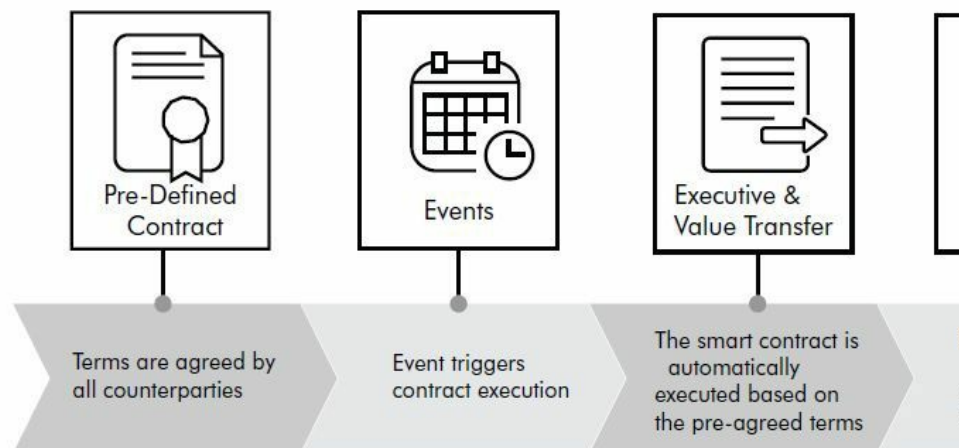 Pre-Defined
Contract
Events
Executive &
Value Transfer
Terms are agreed by
all counterparties
Event triggers
contract execution
The smart contract is
automatically
executed based on
the pre-agreed terms